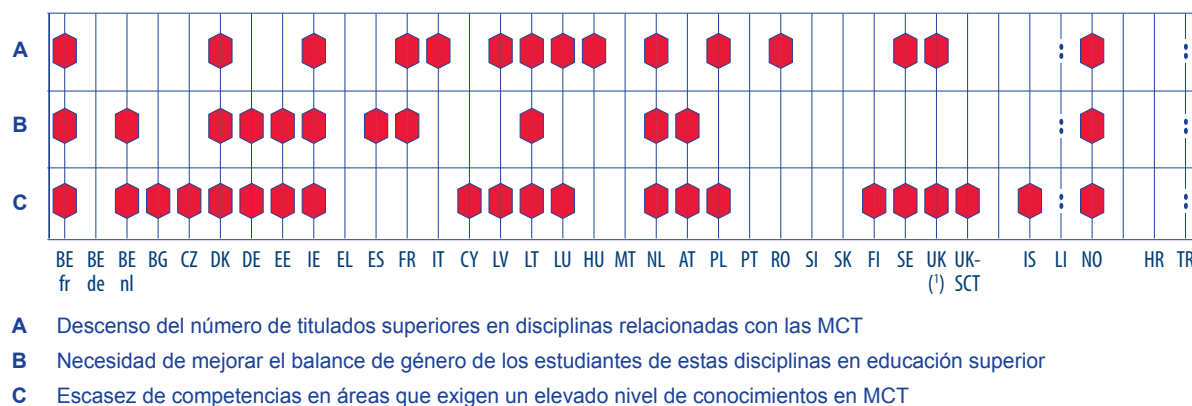 A
B
C
BE BE BE BG CZ DK DE EE IE EL ES FR IT CY LV LT LU HU MT NL AT PL PT RO SI SK FI SE UK UK- IS LI NO HR TR
fr de nl (¹) SCT
A Descenso del número de titulados superiores en disciplinas relacionadas con las MCT
B Necesidad de mejorar el balance de género de los estudiantes de estas disciplinas en educación superior
C Escasez de competencias en áreas que exigen un elevado nivel de conocimientos en MCT